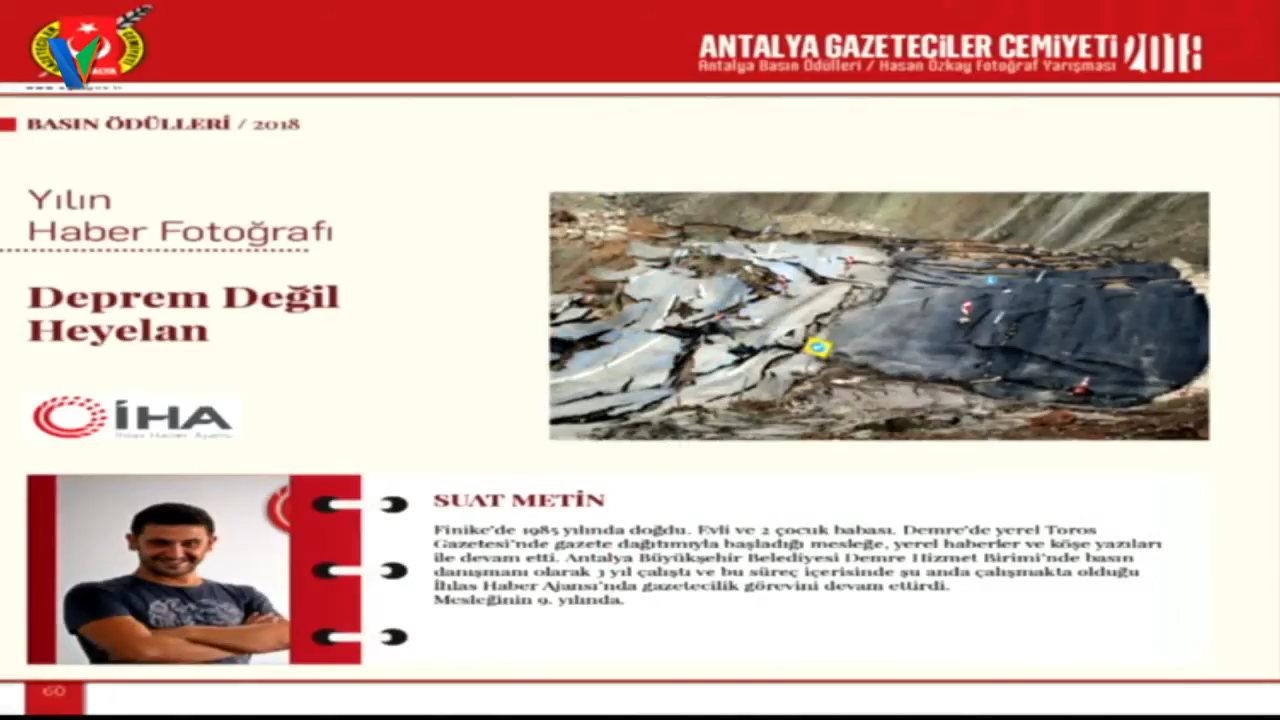 ANTALYA GAZETECİLER CEMİYETİ 2018
Antalya Basın Ödülleri / Hasan Özkay Fotoğraf Yarışması
BASIN ÖDÜLLERİ / 2018
Yılın
Haber Fotoğrafı
Deprem Değil
Heyelan
İHA
İhlas Haber Ajansı
SUAT METİN
Finike'de 1985 yılında doğdu. Evli ve 2 çocuk babası. Demre'de yerel Toros
Gazetesi'nde gazete dağıtımıyla başladığı mesleğe, yerel haberler ve köşe yazıları
ile devam etti. Antalya Büyükşehir Belediyesi Demre Hizmet Birimi'nde basın
danışmanı olarak 3 yıl çalıştı ve bu süreç içerisinde şu anda çalışmakta olduğu
İhlas Haber Ajansı'nda gazetecilik görevini devam ettirdi.
Mesleğinin 9. yılında.
60